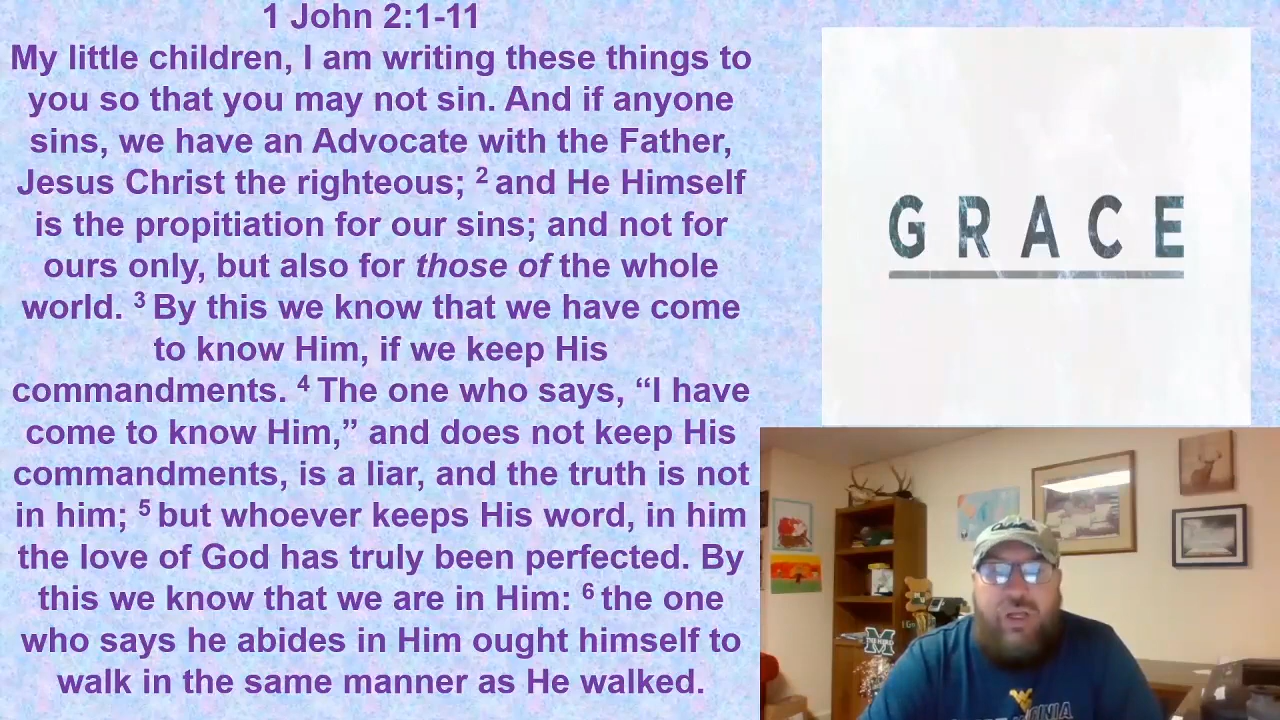 1 John 2:1-11
My little children, I am writing these things to
you so that you may not sin. And if anyone
sins, we have an Advocate with the Father,
Jesus Christ the righteous; 2 and He Himself
is the propitiation for our sins; and not for
ours only, but also for those of the whole
world. 3 By this we know that we have come
to know Him, if we keep His
commandments. 4 The one who says, “I have
come to know Him,” and does not keep His
commandments, is a liar, and the truth is not
in him; 5 but whoever keeps His word, in him
the love of God has truly been perfected. By
this we know that we are in Him: 6 the one
who says he abides in Him ought himself to
walk in the same manner as He walked.
GRACE
THE HERD